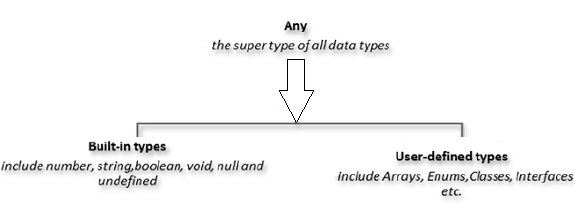 Any
the super type of all data types
Built-in types
include number, string,boolean, void, null and
undefined
User-defined types
include Arrays, Enums,Classes, Interfaces
etc.